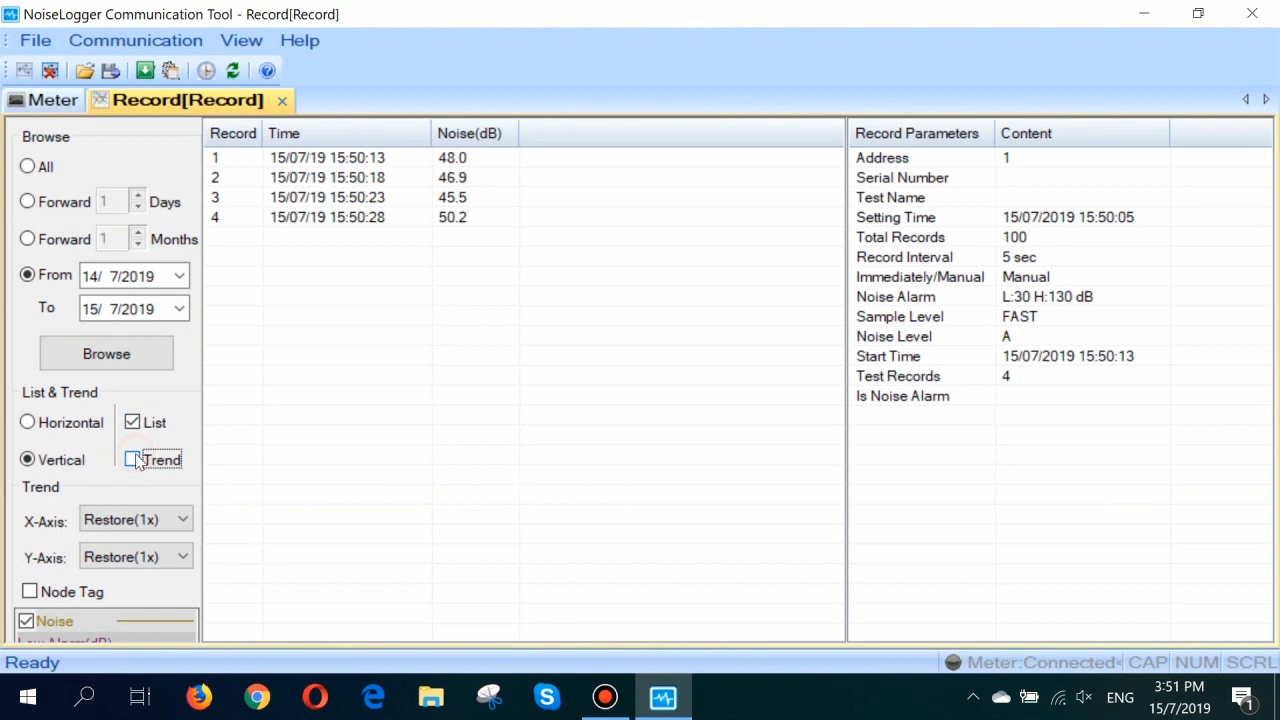 NoiseLogger Communication Tool - Record[Record]
File Communication View Help
Meter Record[Record]
Browse
All
Forward 1 Days
Forward 1 Months
From 14/ 7/2019
To 15/ 7/2019
Browse
List & Trend
Horizontal List
Vertical Trend
Trend
X-Axis: Restore(1x)
Y-Axis: Restore(1x)
Node Tag
Noise
Low Alarm(dB)
Record Time Noise(dB)
1 15/07/19 15:50:13 48.0
2 15/07/19 15:50:18 46.9
3 15/07/19 15:50:23 45.5
4 15/07/19 15:50:28 50.2
Record Parameters Content
Address 1
Serial Number
Test Name
Setting Time 15/07/2019 15:50:05
Total Records 100
Record Interval 5 sec
Immediately/Manual Manual
Noise Alarm L:30 H:130 dB
Sample Level FAST
Noise Level A
Start Time 15/07/2019 15:50:13
Test Records 4
Is Noise Alarm
Ready Meter:Connected CAP NUM SCRL
ENG 3:51 PM
15/7/2019 1